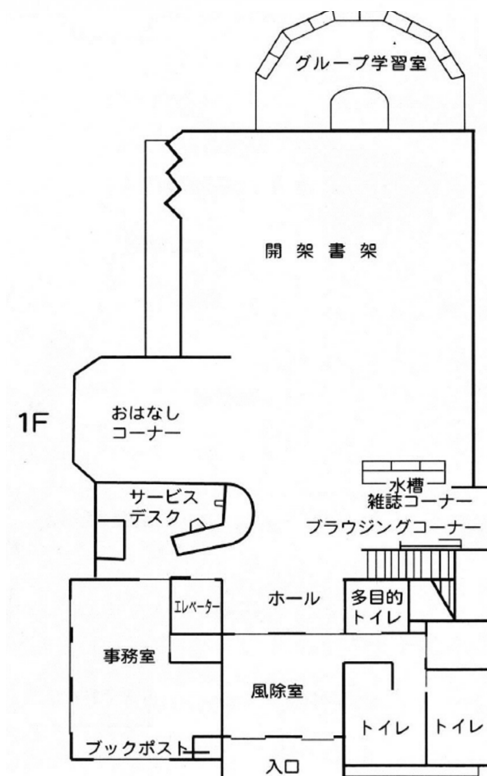 グループ学習室
開架書架
1F
おはなし
コーナー
サービス
デスク
水槽
雑誌コーナー
ブラウジングコーナー
エレベーター
ホール
多目的
トイレ
事務室
風除室
トイレ
トイレ
ブックポスト
入口